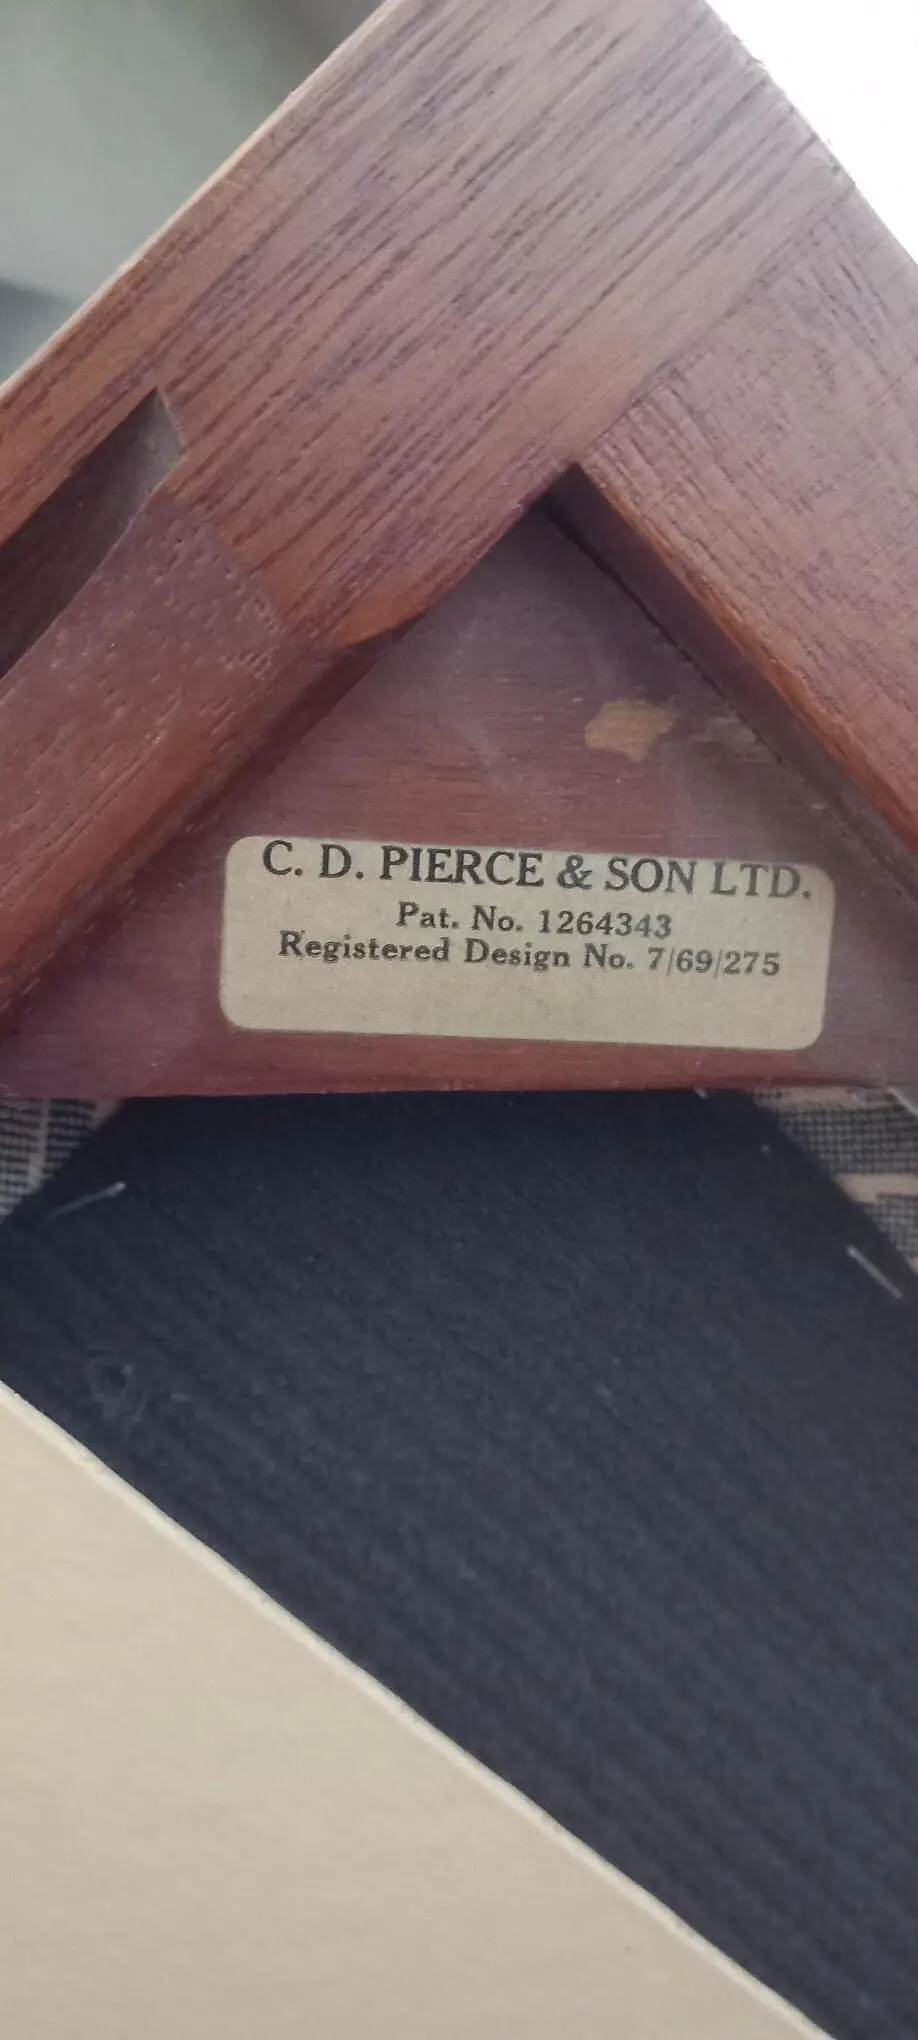 C. D. PIERCE & SON LTD.
Pat. No. 1264343
Registered Design No. 7/69/275